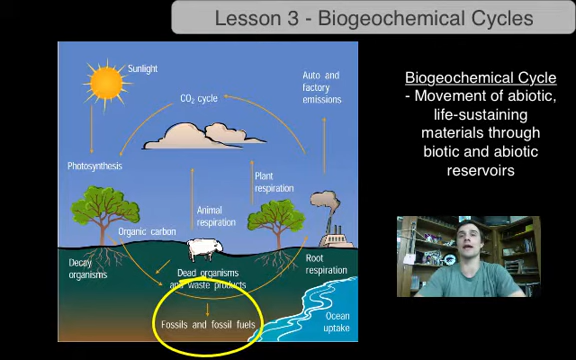 Lesson 3 - Biogeochemical Cycles
Sunlight
CO2 cycle
Auto and
factory
emissions
Photosynthesis
Plant
respiration
Animal
respiration
Organic carbon
Decay
organisms
Dead organisms
and waste products
Root
respiration
Fossils and fossil fuels
Ocean
uptake
Biogeochemical Cycle
- Movement of abiotic,
life-sustaining
materials through
biotic and abiotic
reservoirs